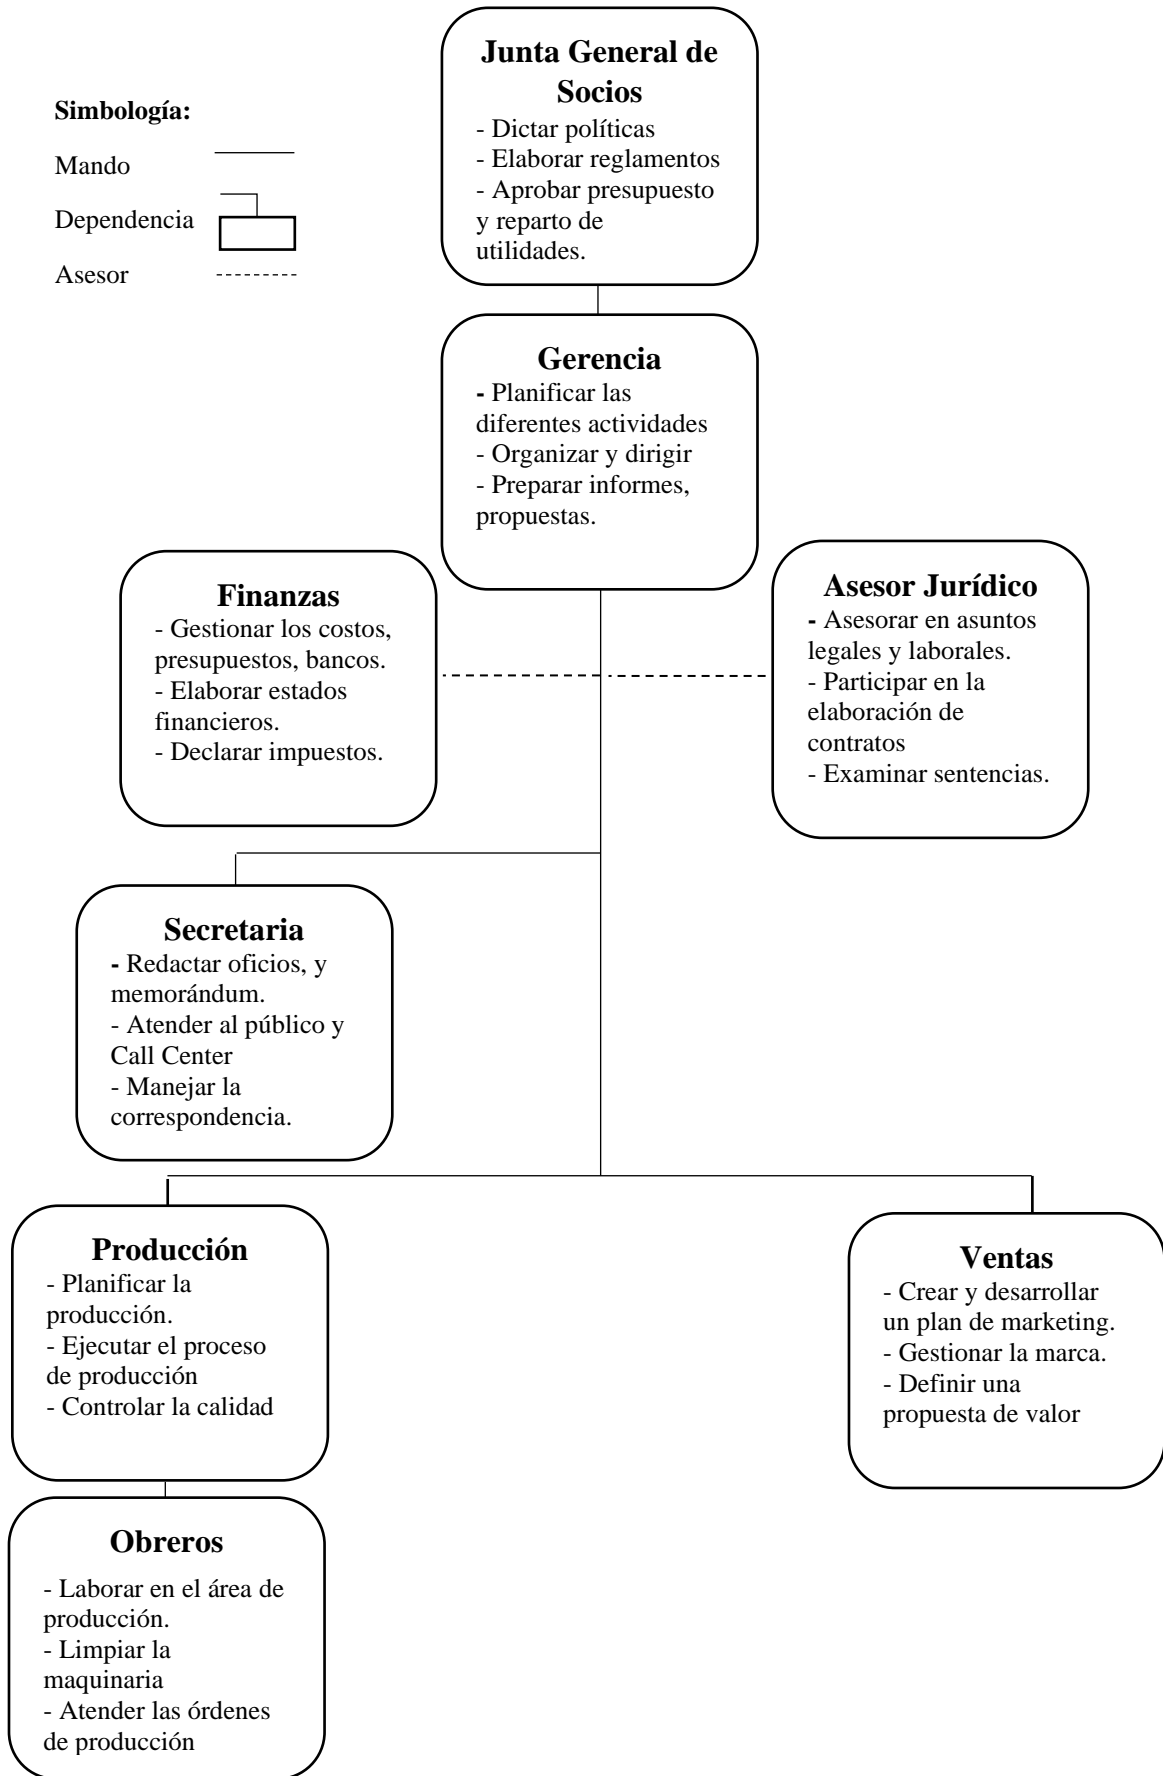 Junta General de
Socios
- Dictar políticas
- Elaborar reglamentos
- Aprobar presupuesto
y reparto de
utilidades.
Simbología:
Mando
Dependencia
Asesor
Gerencia
- Planificar las
diferentes actividades
- Organizar y dirigir
- Preparar informes,
propuestas.
Finanzas
- Gestionar los costos,
presupuestos, bancos.
- Elaborar estados
financieros.
- Declarar impuestos.
Asesor Jurídico
- Asesorar en asuntos
legales y laborales.
- Participar en la
elaboración de
contratos
- Examinar sentencias.
Secretaria
- Redactar oficios, y
memorándum.
- Atender al público y
Call Center
- Manejar la
correspondencia.
Producción
- Planificar la
producción.
- Ejecutar el proceso
de producción
- Controlar la calidad
Ventas
- Crear y desarrollar
un plan de marketing.
- Gestionar la marca.
- Definir una
propuesta de valor
Obreros
- Laborar en el área de
producción.
- Limpiar la
maquinaria
- Atender las órdenes
de producción